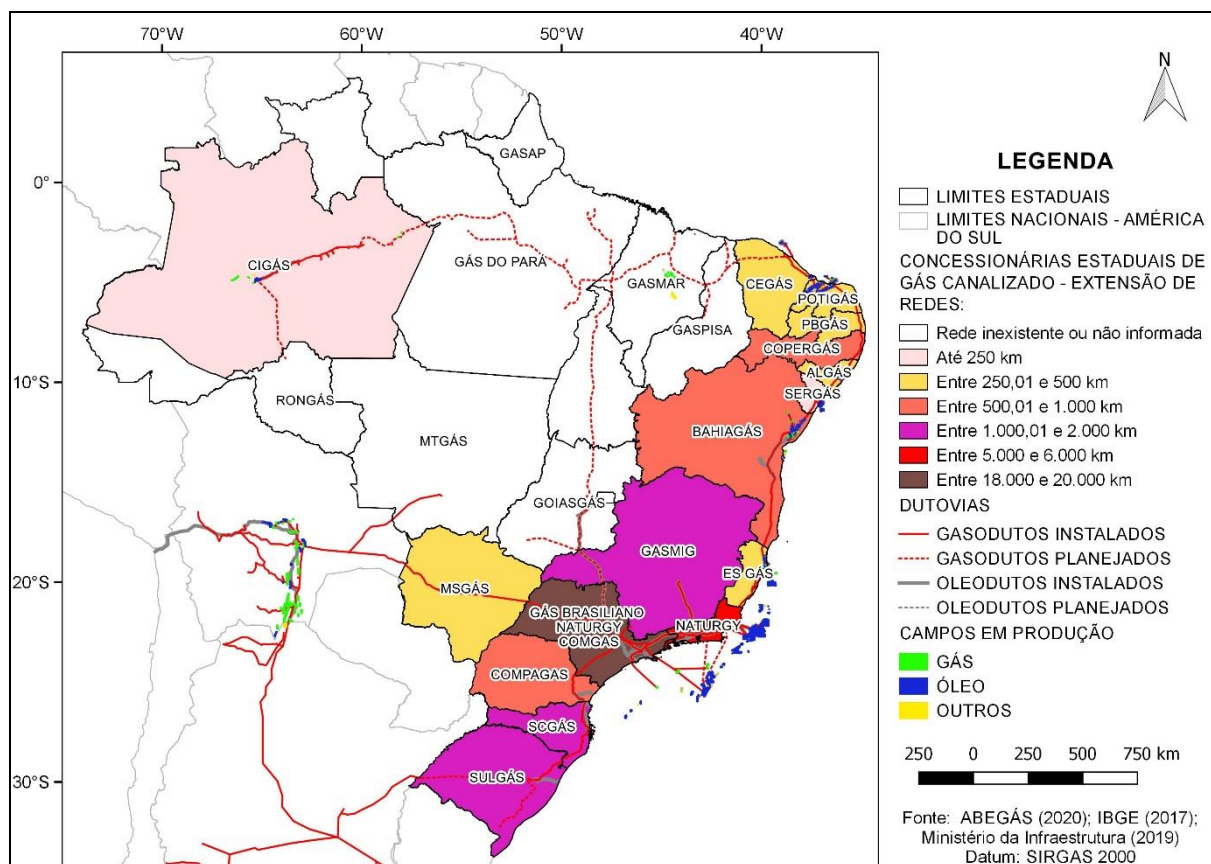 70°W 60°W 50°W 40°W
N
0°
10°S
20°S
30°S
GASAP
CIGÁS
GÁS DO PARÁ
GASMAR
CEGÁS
POTIGÁS
PBGÁS
GASPISA
COPERGÁS
ALGÁS
SERGÁS
RONGÁS
MTGÁS
BAHIAGÁS
GOIASGÁS
GASMIG
ES GÁS
MSGÁS
GÁS BRASILIANO
NATURGY
COMGAS
NATURGY
COMPAGAS
SCGÁS
SULGÁS
LEGENDA
LIMITES ESTADUAIS
LIMITES NACIONAIS - AMÉRICA
DO SUL
CONCESSIONÁRIAS ESTADUAIS DE
GÁS CANALIZADO - EXTENSÃO DE
REDES:
Rede inexistente ou não informada
Até 250 km
Entre 250,01 e 500 km
Entre 500,01 e 1.000 km
Entre 1.000,01 e 2.000 km
Entre 5.000 e 6.000 km
Entre 18.000 e 20.000 km
DUTOVIAS
GASODUTOS INSTALADOS
GASODUTOS PLANEJADOS
OLEODUTOS INSTALADOS
OLEODUTOS PLANEJADOS
CAMPOS EM PRODUÇÃO
GÁS
ÓLEO
OUTROS
250 0 250 500 750 km
Fonte: ABEGÁS (2020); IBGE (2017);
Ministério da Infraestrutura (2019)
Datum: SIRGAS 2000